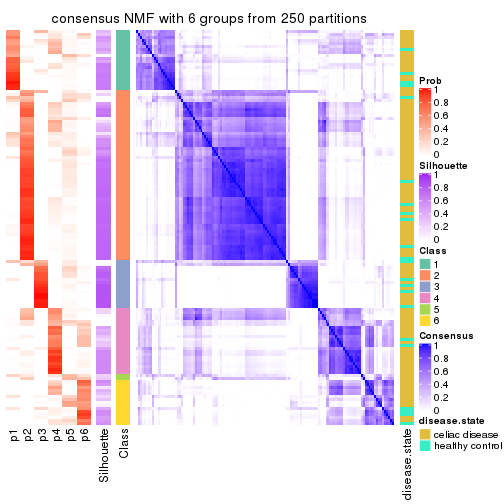 consensus NMF with 6 groups from 250 partitions
Prob
1
0.8
0.6
0.4
0.2
0
Silhouette
1
0.8
0.6
0.4
0.2
0
Class
1
2
3
4
5
6
Consensus
1
0.8
0.6
0.4
0.2
0
disease.state
celiac disease
healthy control
p1
p2
p3
p4
p5
p6
Silhouette
Class
disease.state